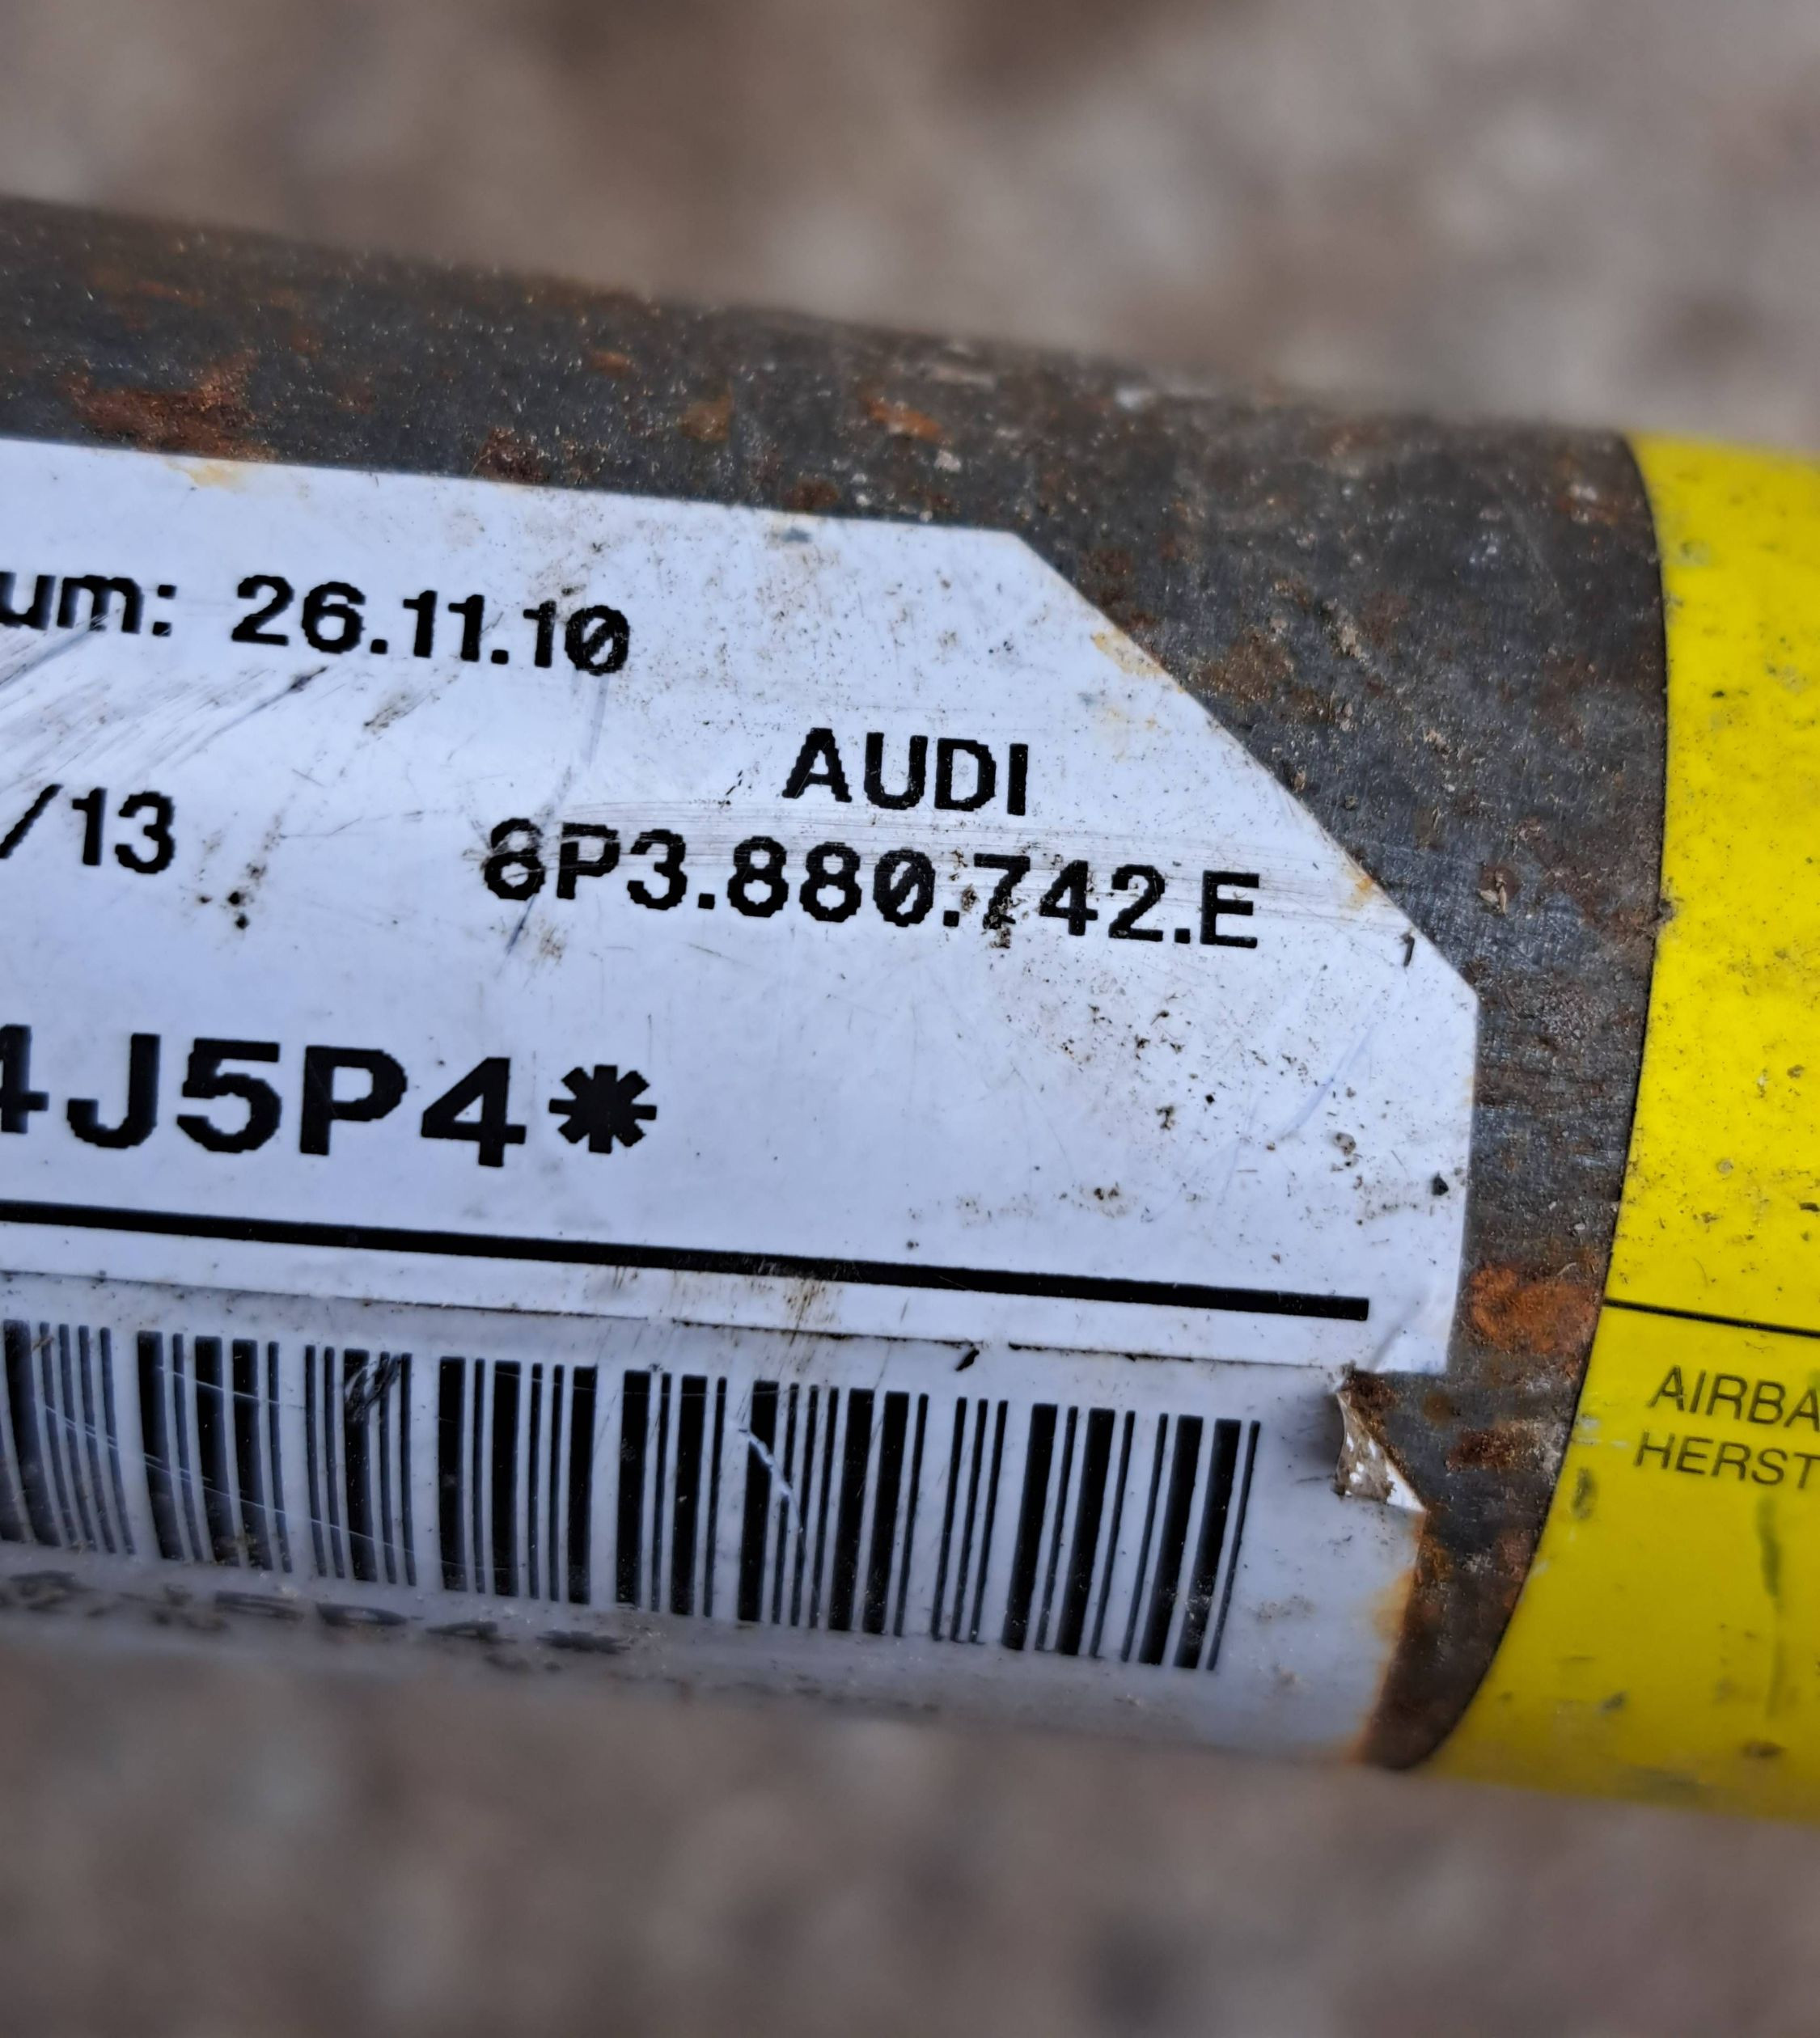 um: 26.11.10
AUDI
/13
8P3.880.742.E
4J5P4*
AIRBA
HERST